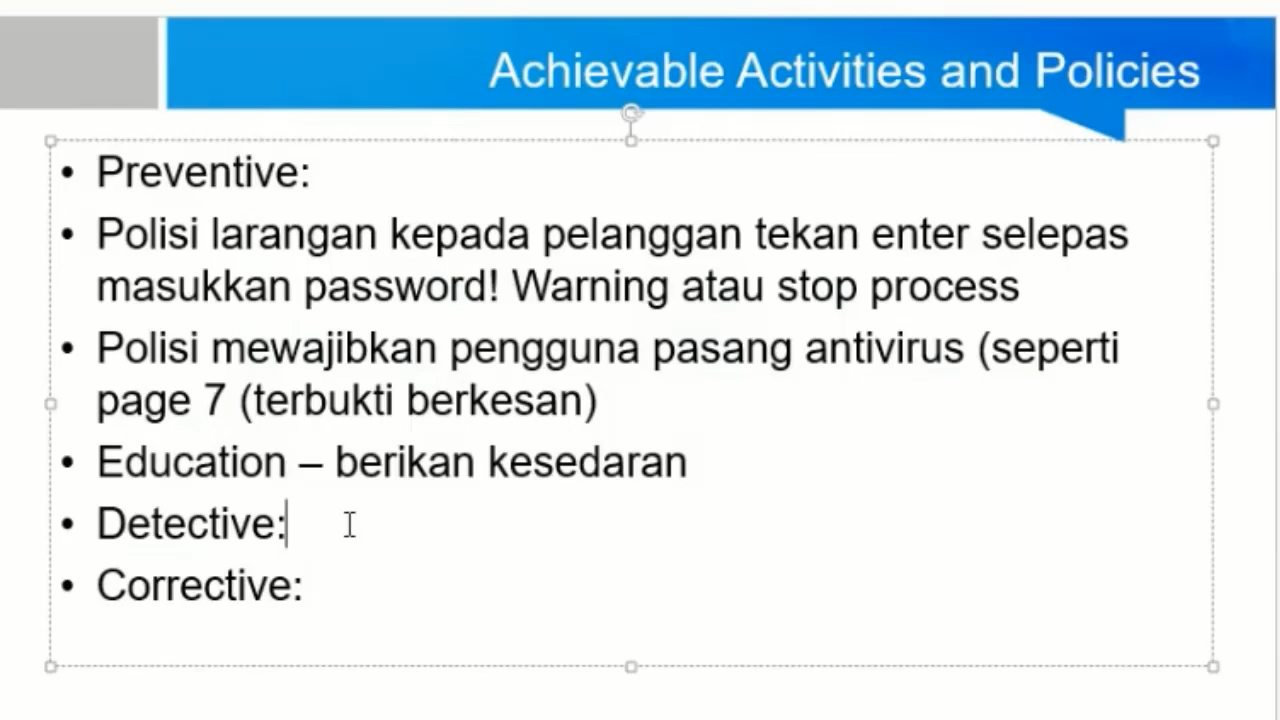 Achievable Activities and Policies
• Preventive:
• Polisi larangan kepada pelanggan tekan enter selepas
masukkan password! Warning atau stop process
• Polisi mewajibkan pengguna pasang antivirus (seperti
page 7 (terbukti berkesan)
• Education – berikan kesedaran
• Detective:
• Corrective: